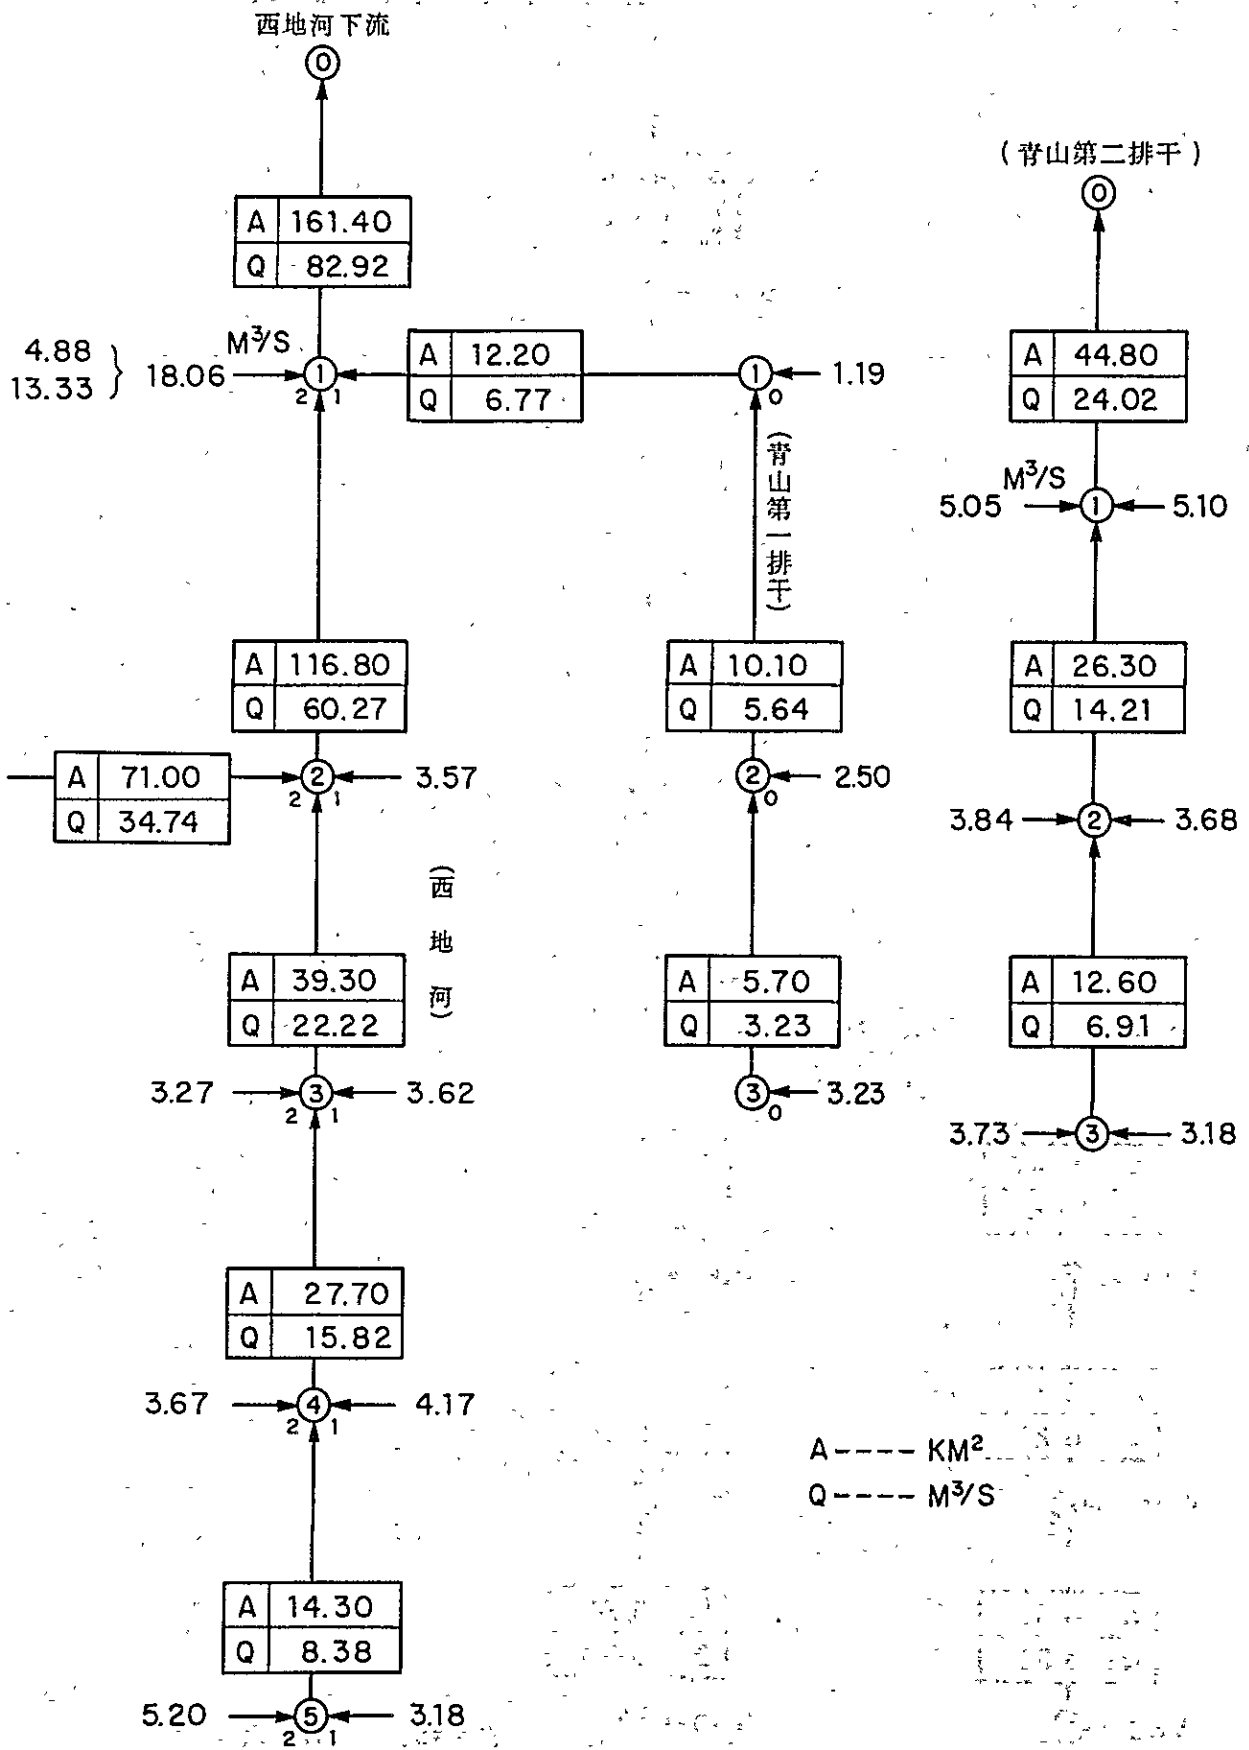 西地河下流
0
A 161.40
Q 82.92
4.88
13.33
} 18.06
M³/S
1
2 1
A 12.20
Q 6.77
1
0
1.19
A 116.80
Q 60.27
A 71.00
Q 34.74
2
2 1
3.57
(西地河)
A 39.30
Q 22.22
3.27
3
2 1
3.62
A 27.70
Q 15.82
3.67
4
2 1
4.17
A 14.30
Q 8.38
5.20
5
2 1
3.18
(青山第一排干)
A 10.10
Q 5.64
2
0
2.50
A 5.70
Q 3.23
3
0
3.23
(青山第二排干)
0
A 44.80
Q 24.02
M³/S
5.05
1
5.10
A 26.30
Q 14.21
3.84
2
3.68
A 12.60
Q 6.91
3.73
3
3.18
A ---- KM²
Q ---- M³/S